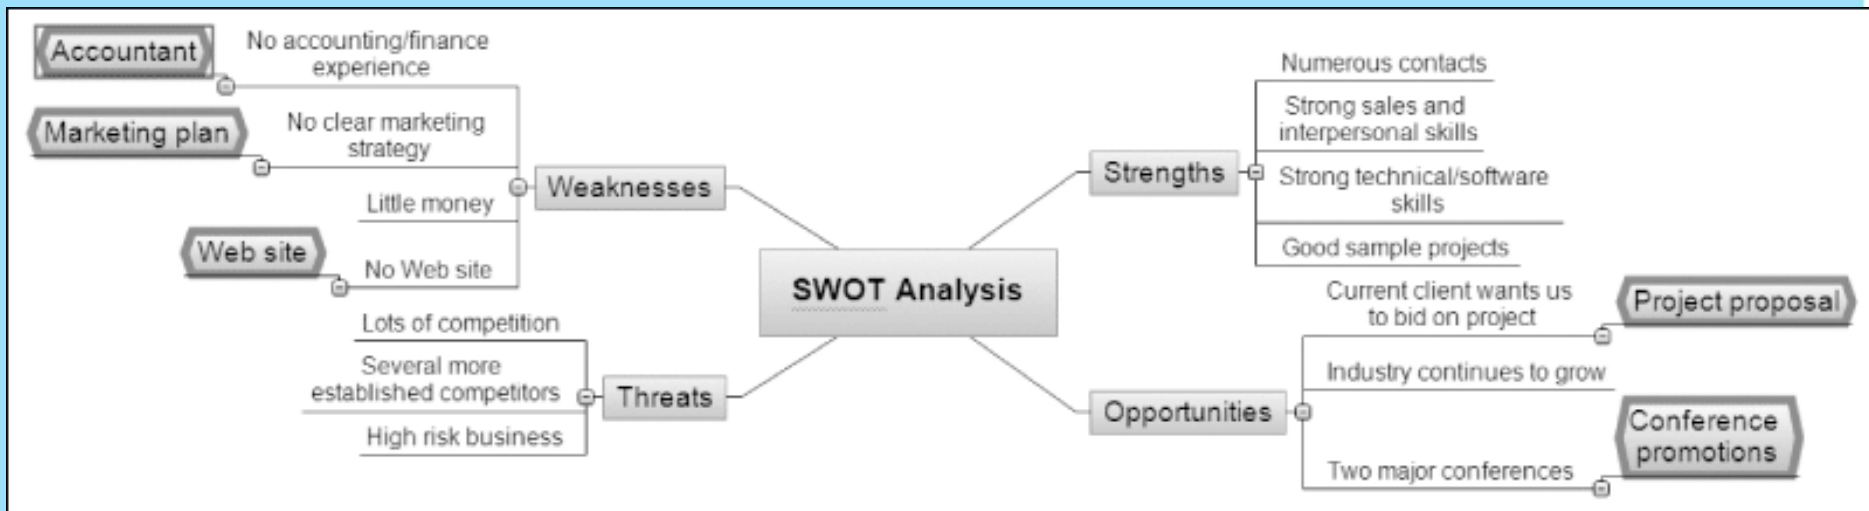 Accountant
No accounting/finance
experience
Marketing plan
No clear marketing
strategy
Weaknesses
Little money
Web site
No Web site
Lots of competition
Several more
established competitors
Threats
High risk business
SWOT Analysis
Numerous contacts
Strong sales and
interpersonal skills
Strengths
Strong technical/software
skills
Good sample projects
Current client wants us
to bid on project
Project proposal
Industry continues to grow
Opportunities
Conference
promotions
Two major conferences